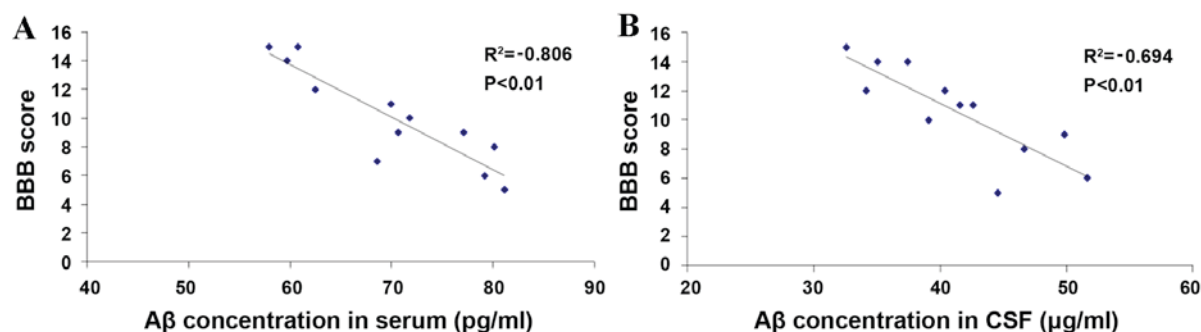 A
16
14
12
10
8
6
4
2
0
BBB score
R²=-0.806
P<0.01
40 50 60 70 80 90
Aβ concentration in serum (pg/ml)
B
16
14
12
10
8
6
4
2
0
BBB score
R²=-0.694
P<0.01
20 30 40 50 60
Aβ concentration in CSF (µg/ml)